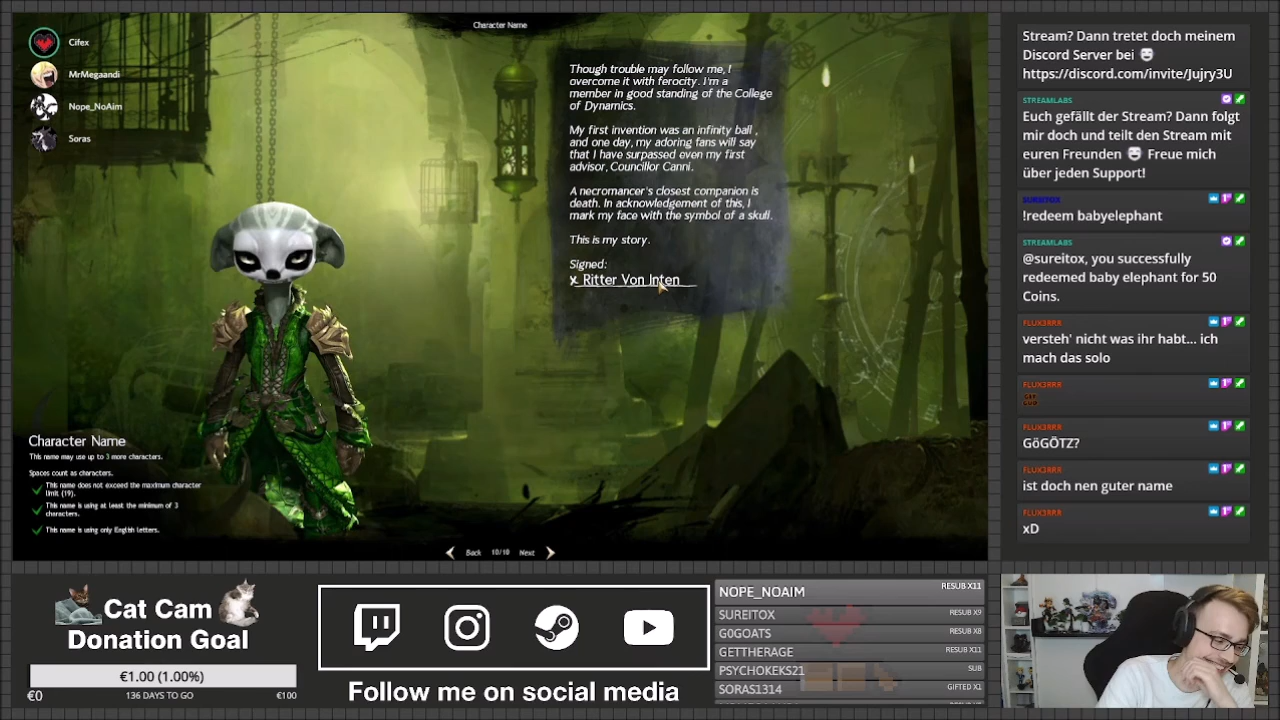 Character Name
Cifex
MrMegaandi
Nope_NoAim
Soras
Though trouble may follow me, I
overcome it with ferocity. I'm a
member in good standing of the College
of Dynamics.
My first invention was an infinity ball ,
and one day, my adoring fans will say
that I have surpassed even my first
advisor, Councillor Canni.
A necromancer's closest companion is
death. In acknowledgement of this, I
mark my face with the symbol of a skull.
This is my story.
Signed:
x Ritter Von Inten
Character Name
This name may use up to 3 more characters.
Spaces count as characters.
This name does not exceed the maximum character
limit (19).
This name is using at least the minimum of 3
characters.
This name is using only English letters.
Back 10/10 Next
Stream? Dann tretet doch meinem
Discord Server bei
https://discord.com/invite/Jujry3U
STREAMLABS
Euch gefällt der Stream? Dann folgt
mir doch und teilt den Stream mit
euren Freunden Freue mich
über jeden Support!
SUREITOX
!redeem babyelephant
STREAMLABS
@sureitox, you successfully
redeemed baby elephant for 50
Coins.
FLUX3RRR
versteh' nicht was ihr habt... ich
mach das solo
FLUX3RRR
FLUX3RRR
GöGÖTZ?
FLUX3RRR
ist doch nen guter name
FLUX3RRR
xD
Cat Cam
Donation Goal
€1.00 (1.00%)
€0 136 DAYS TO GO €100
Follow me on social media
NOPE_NOAIM RESUB X11
SUREITOX RESUB X9
G0GOATS RESUB X8
GETTHERAGE RESUB X11
PSYCHOKEKS21 SUB
SORAS1314 GIFTED X1